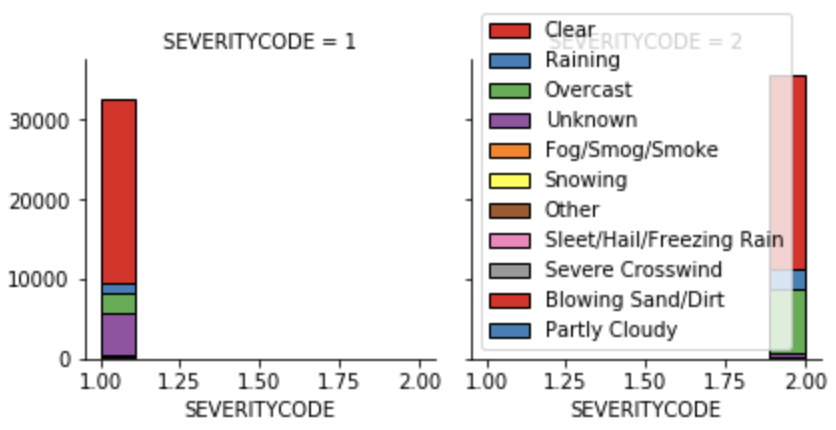 SEVERITYCODE = 1
SEVERITYCODE = 2
30000
20000
10000
0
1.00 1.25 1.50 1.75 2.00
SEVERITYCODE
Clear
Raining
Overcast
Unknown
Fog/Smog/Smoke
Snowing
Other
Sleet/Hail/Freezing Rain
Severe Crosswind
Blowing Sand/Dirt
Partly Cloudy
1.00 1.25 1.50 1.75 2.00
SEVERITYCODE